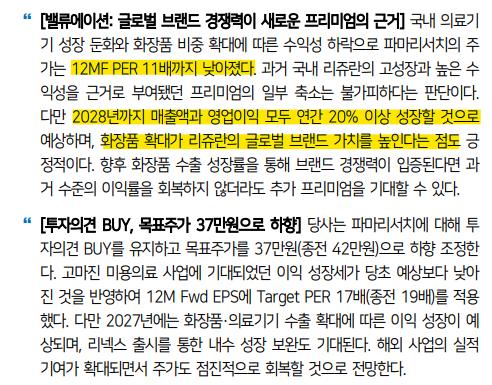 “ [밸류에이션: 글로벌 브랜드 경쟁력이 새로운 프리미엄의 근거] 국내 의료기
기 성장 둔화와 화장품 비중 확대에 따른 수익성 하락으로 파마리서치의 주
가는 12MF PER 11배까지 낮아졌다. 과거 국내 리쥬란의 고성장과 높은 수
익성을 근거로 부여됐던 프리미엄의 일부 축소는 불가피하다는 판단이다.
다만 2028년까지 매출액과 영업이익 모두 연간 20% 이상 성장할 것으로
예상하며, 화장품 확대가 리쥬란의 글로벌 브랜드 가치를 높인다는 점도 긍
정적이다. 향후 화장품 수출 성장률을 통해 브랜드 경쟁력이 입증된다면 과
거 수준의 이익률을 회복하지 않더라도 추가 프리미엄을 기대할 수 있다.
“ [투자의견 BUY, 목표주가 37만원으로 하향] 당사는 파마리서치에 대해 투
자의견 BUY를 유지하고 목표주가를 37만원(종전 42만원)으로 하향 조정한
다. 고마진 미용의료 사업에 기대되었던 이익 성장세가 당초 예상보다 낮아
진 것을 반영하여 12M Fwd EPS에 Target PER 17배(종전 19배)를 적용
했다. 다만 2027년에는 화장품·의료기기 수출 확대에 따른 이익 성장이 예
상되며, 리넥스 출시를 통한 내수 성장 보완도 기대된다. 해외 사업의 실적
기여가 확대되면서 주가도 점진적으로 회복할 것으로 전망한다.